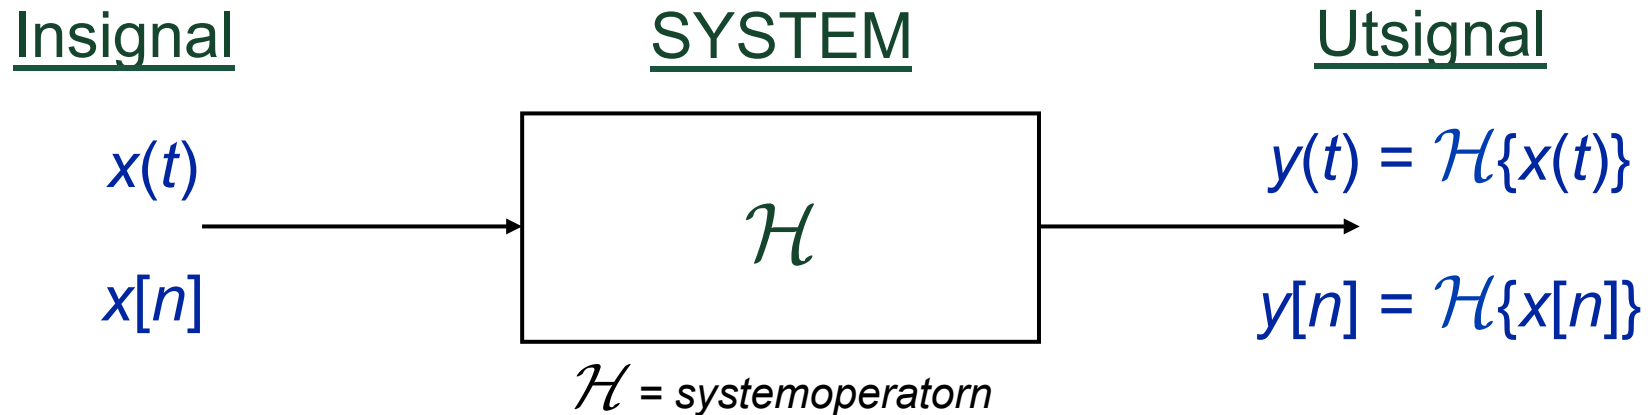 Insignal
SYSTEM
Utsignal
x(t)
y(t) = ℋ{x(t)}
ℋ
x[n]
y[n] = ℋ{x[n]}
ℋ = systemoperatorn